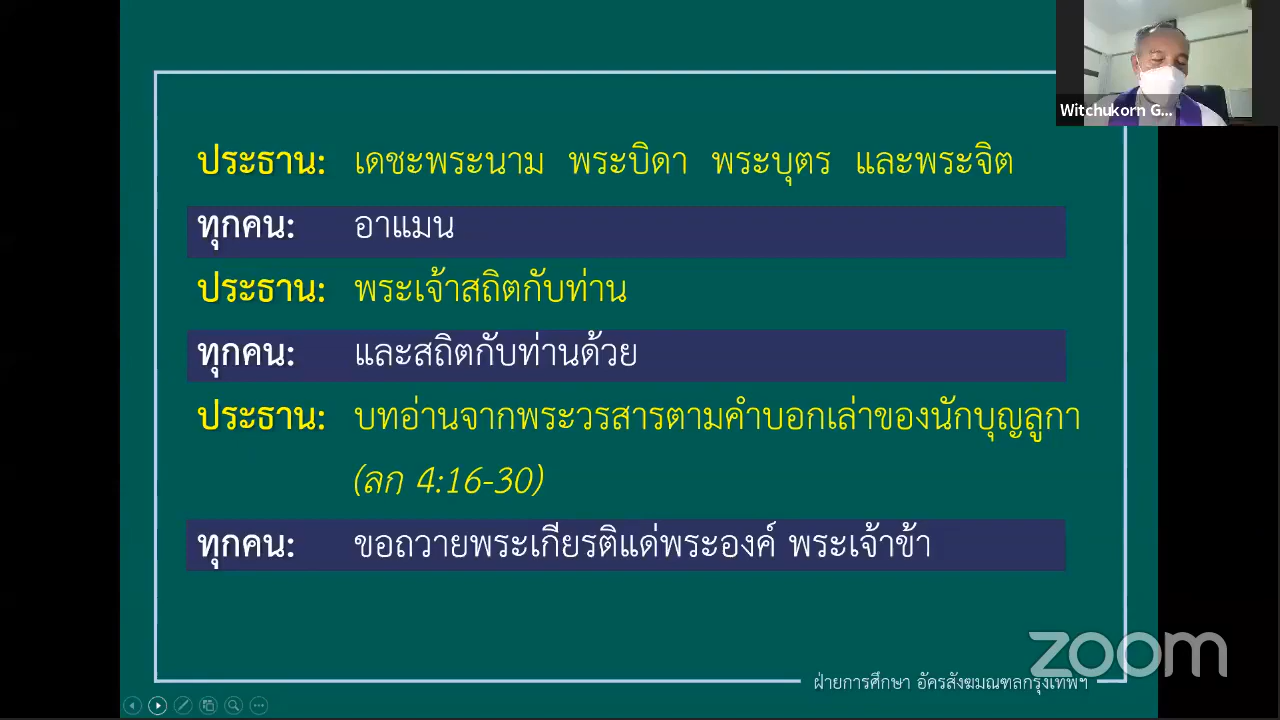 Witchukorn G...
ประธาน: เดชะพระนาม พระบิดา พระบุตร และพระจิต
ทุกคน: อาแมน
ประธาน: พระเจ้าสถิตกับท่าน
ทุกคน: และสถิตกับท่านด้วย
ประธาน: บทอ่านจากพระวรสารตามคำบอกเล่าของนักบุญลูกา
(ลก 4:16-30)
ทุกคน: ขอถวายพระเกียรติแด่พระองค์ พระเจ้าข้า
zoom
ฝ่ายการศึกษา อัครสังฆมณฑลกรุงเทพฯ